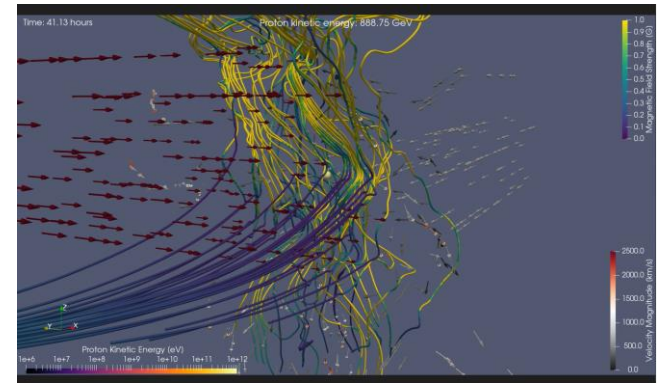 Time: 41.13 hours
Proton kinetic energy: 888.75 GeV
1.0
0.9
0.8
0.7
0.6
0.5
0.4
0.3
0.2
0.1
0.0
Magnetic Field Strength (G)
2500.0
2000.0
1500.0
1000.0
500.0
0.0
Velocity Magnitude (km/s)
Z
Y
X
Proton Kinetic Energy (eV)
1e+6 1e+7 1e+8 1e+9 1e+10 1e+11 1e+12